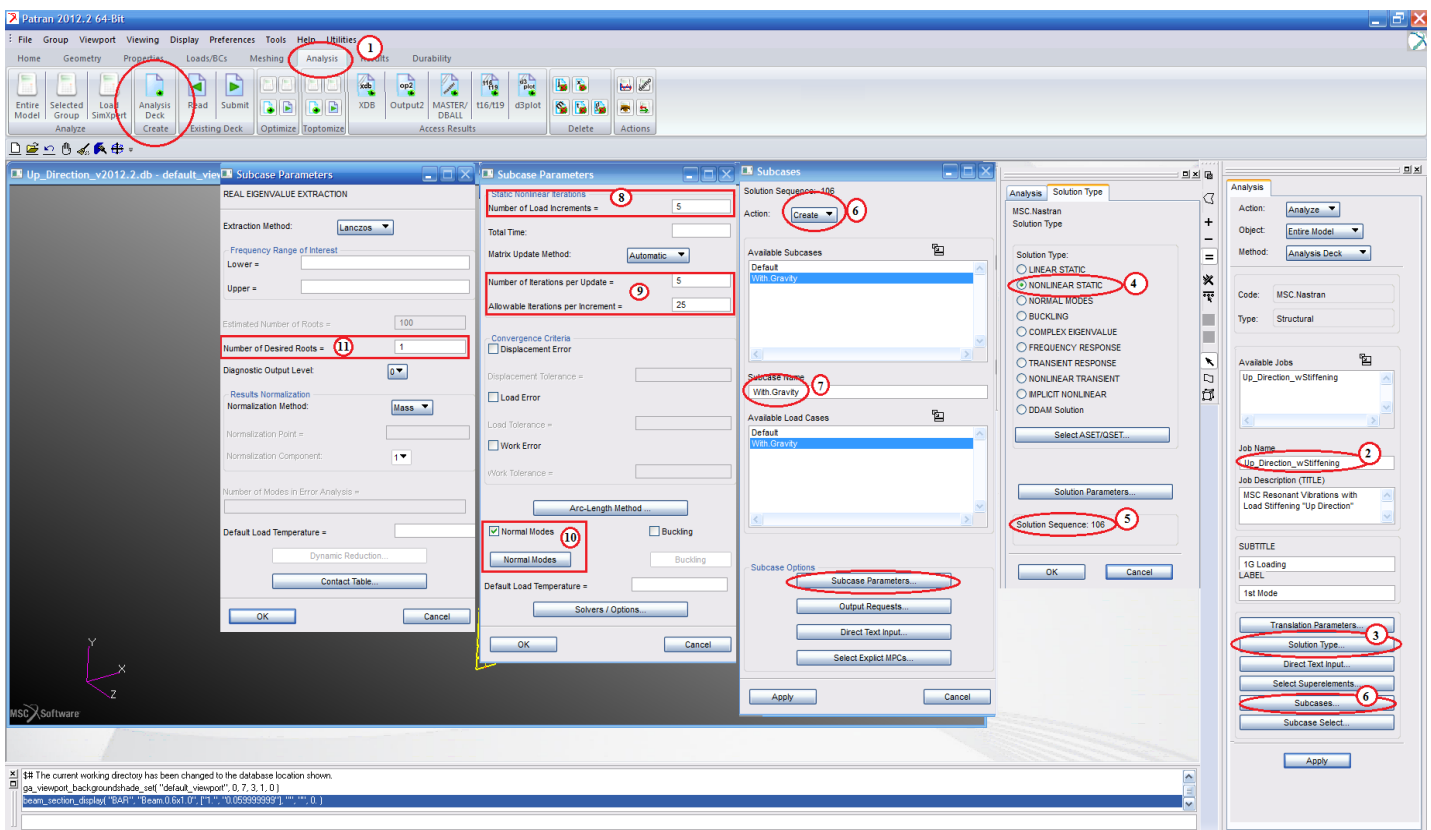 Patran 2012.2 64-Bit
File Group Viewport Viewing Display Preferences Tools Help Utilities
1
Home Geometry Properties Loads/BCs Meshing Analysis Results Durability
xdb op2 t16 t19 d3 plot
Entire Model
Selected Group
Load SimXpert
Analysis Deck
Read
Submit
XDB
Output2
MASTER/ DBALL
t16/t19
d3plot
Analyze Create Existing Deck Optimize Toptomize Access Results Delete Actions
Up_Direction_v2012.2.db - default_view
Y
X
Z
MSC Software
Subcase Parameters
REAL EIGENVALUE EXTRACTION
Extraction Method: Lanczos
Frequency Range of Interest
Lower =
Upper =
Estimated Number of Roots = 100
Number of Desired Roots = 11 1
Diagnostic Output Level: 0
Results Normalization
Normalization Method: Mass
Normalization Point =
Normalization Component: 1
Number of Modes in Error Analysis =
Default Load Temperature =
Dynamic Reduction...
Contact Table...
OK Cancel
Subcase Parameters
Static Nonlinear Iterations
8
Number of Load Increments = 5
Total Time:
Matrix Update Method: Automatic
Number of Iterations per Update = 5
9
Allowable Iterations per Increment = 25
Convergence Criteria
Displacement Error
Displacement Tolerance =
Load Error
Load Tolerance =
Work Error
Work Tolerance =
Arc-Length Method ...
Normal Modes Buckling
10
Normal Modes Buckling
Default Load Temperature =
Solvers / Options...
OK Cancel
Subcases
Solution Sequence: 106
Action: Create 6
Available Subcases
Default
With.Gravity
Subcase Name
With.Gravity 7
Available Load Cases
Default
With.Gravity
Subcase Options
Subcase Parameters...
Output Requests...
Direct Text Input...
Select Explict MPCs...
Apply Cancel
Analysis Solution Type
MSC.Nastran
Solution Type
Solution Type:
LINEAR STATIC
NONLINEAR STATIC 4
NORMAL MODES
BUCKLING
COMPLEX EIGENVALUE
FREQUENCY RESPONSE
TRANSIENT RESPONSE
NONLINEAR TRANSIENT
IMPLICIT NONLINEAR
DDAM Solution
Select ASET/QSET...
Solution Parameters...
Solution Sequence: 106 5
OK Cancel
Analysis
Action: Analyze
Object: Entire Model
Method: Analysis Deck
Code: MSC.Nastran
Type: Structural
Available Jobs
Up_Direction_wStiffening
Job Name 2
Up_Direction_wStiffening
Job Description (TITLE)
MSC Resonant Vibrations with
Load Stiffening "Up Direction"
SUBTITLE
1G Loading
LABEL
1st Mode
Translation Parameters...
3
Solution Type...
Direct Text Input...
Select Superelements...
6
Subcases...
Subcase Select...
Apply
$# The current working directory has been changed to the database location shown.
ga_viewport_backgroundshade_set( "default_viewport", 0, 7, 3, 1, 0 )
beam_section_display( "BAR", "Beam.0.6x1.0", ["1.", "0.059999999"], "", "", 0. )